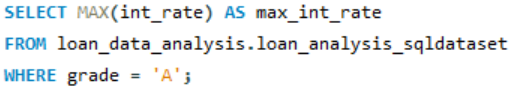 SELECT MAX(int_rate) AS max_int_rate
FROM loan_data_analysis.loan_analysis_sqldataset
WHERE grade = 'A';